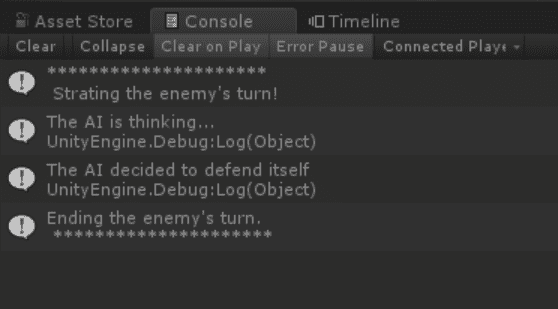 Asset Store Console Timeline
Clear Collapse Clear on Play Error Pause Connected Playe
*********************
Strating the enemy's turn!
The AI is thinking...
UnityEngine.Debug:Log(Object)
The AI decided to defend itself
UnityEngine.Debug:Log(Object)
Ending the enemy's turn.
*********************